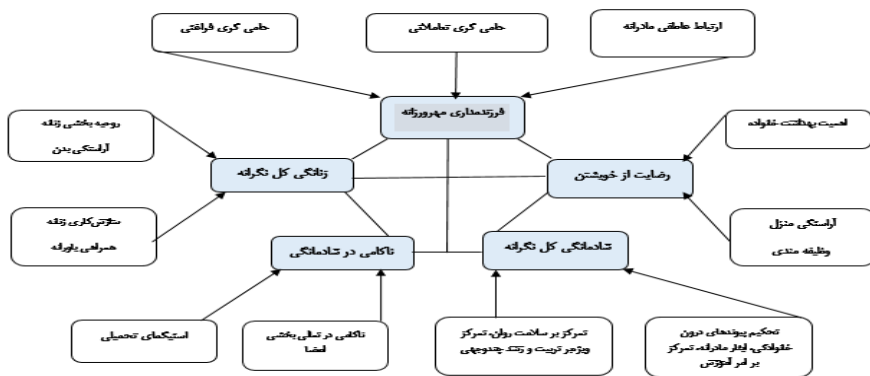 ارتباط عاطفی مادرانه
حامی گری تعاملاتی
حامی گری فراغتی
فرزندمداری مهرورزانه
اهمیت بهداشت خانواده
روحیه بخشی زنانه
آراستگی بدن
رضایت از خویشتن
زنانگی کل نگرانه
آراستگی منزل
وظیفه مندی
سازش کاری زنانه
همراهی یاورانه
شادمانگی کل نگرانه
ناکامی در شادمانگی
تحکیم پیوندهای درون
خانوادگی، ایثار مادرانه، تمرکز
بر امر آموزش
تمرکز بر سلامت روان، تمرکز
بر تربیت و رشد چندوجهی
ناکامی در تعالی بخشی
اعضا
استیگمای تحمیلی